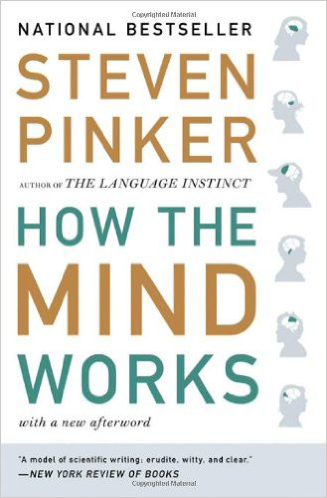 NATIONAL BESTSELLER
STEVEN
PINKER
AUTHOR OF THE LANGUAGE INSTINCT
HOW THE
MIND
WORKS
with a new afterword
"A model of scientific writing: erudite, witty, and clear."
—NEW YORK REVIEW OF BOOKS